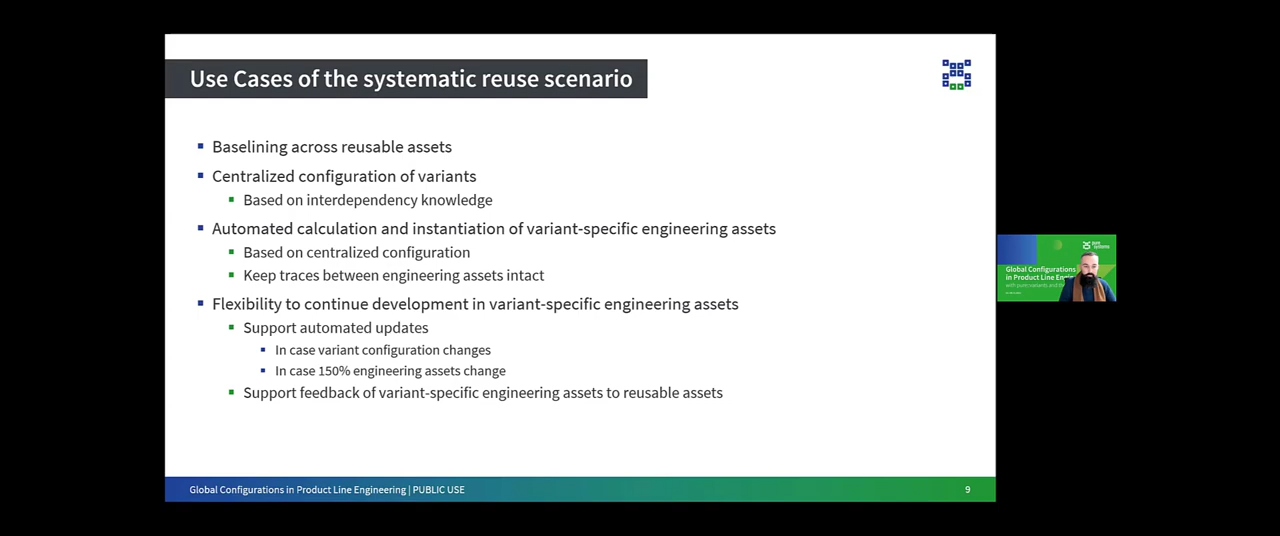 Use Cases of the systematic reuse scenario
Baselining across reusable assets
Centralized configuration of variants
Based on interdependency knowledge
Automated calculation and instantiation of variant-specific engineering assets
Based on centralized configuration
Keep traces between engineering assets intact
Flexibility to continue development in variant-specific engineering assets
Support automated updates
In case variant configuration changes
In case 150% engineering assets change
Support feedback of variant-specific engineering assets to reusable assets
Global Configurations in Product Line Engineering | PUBLIC USE
9
pure
systems
Global Configurations
in Product Line